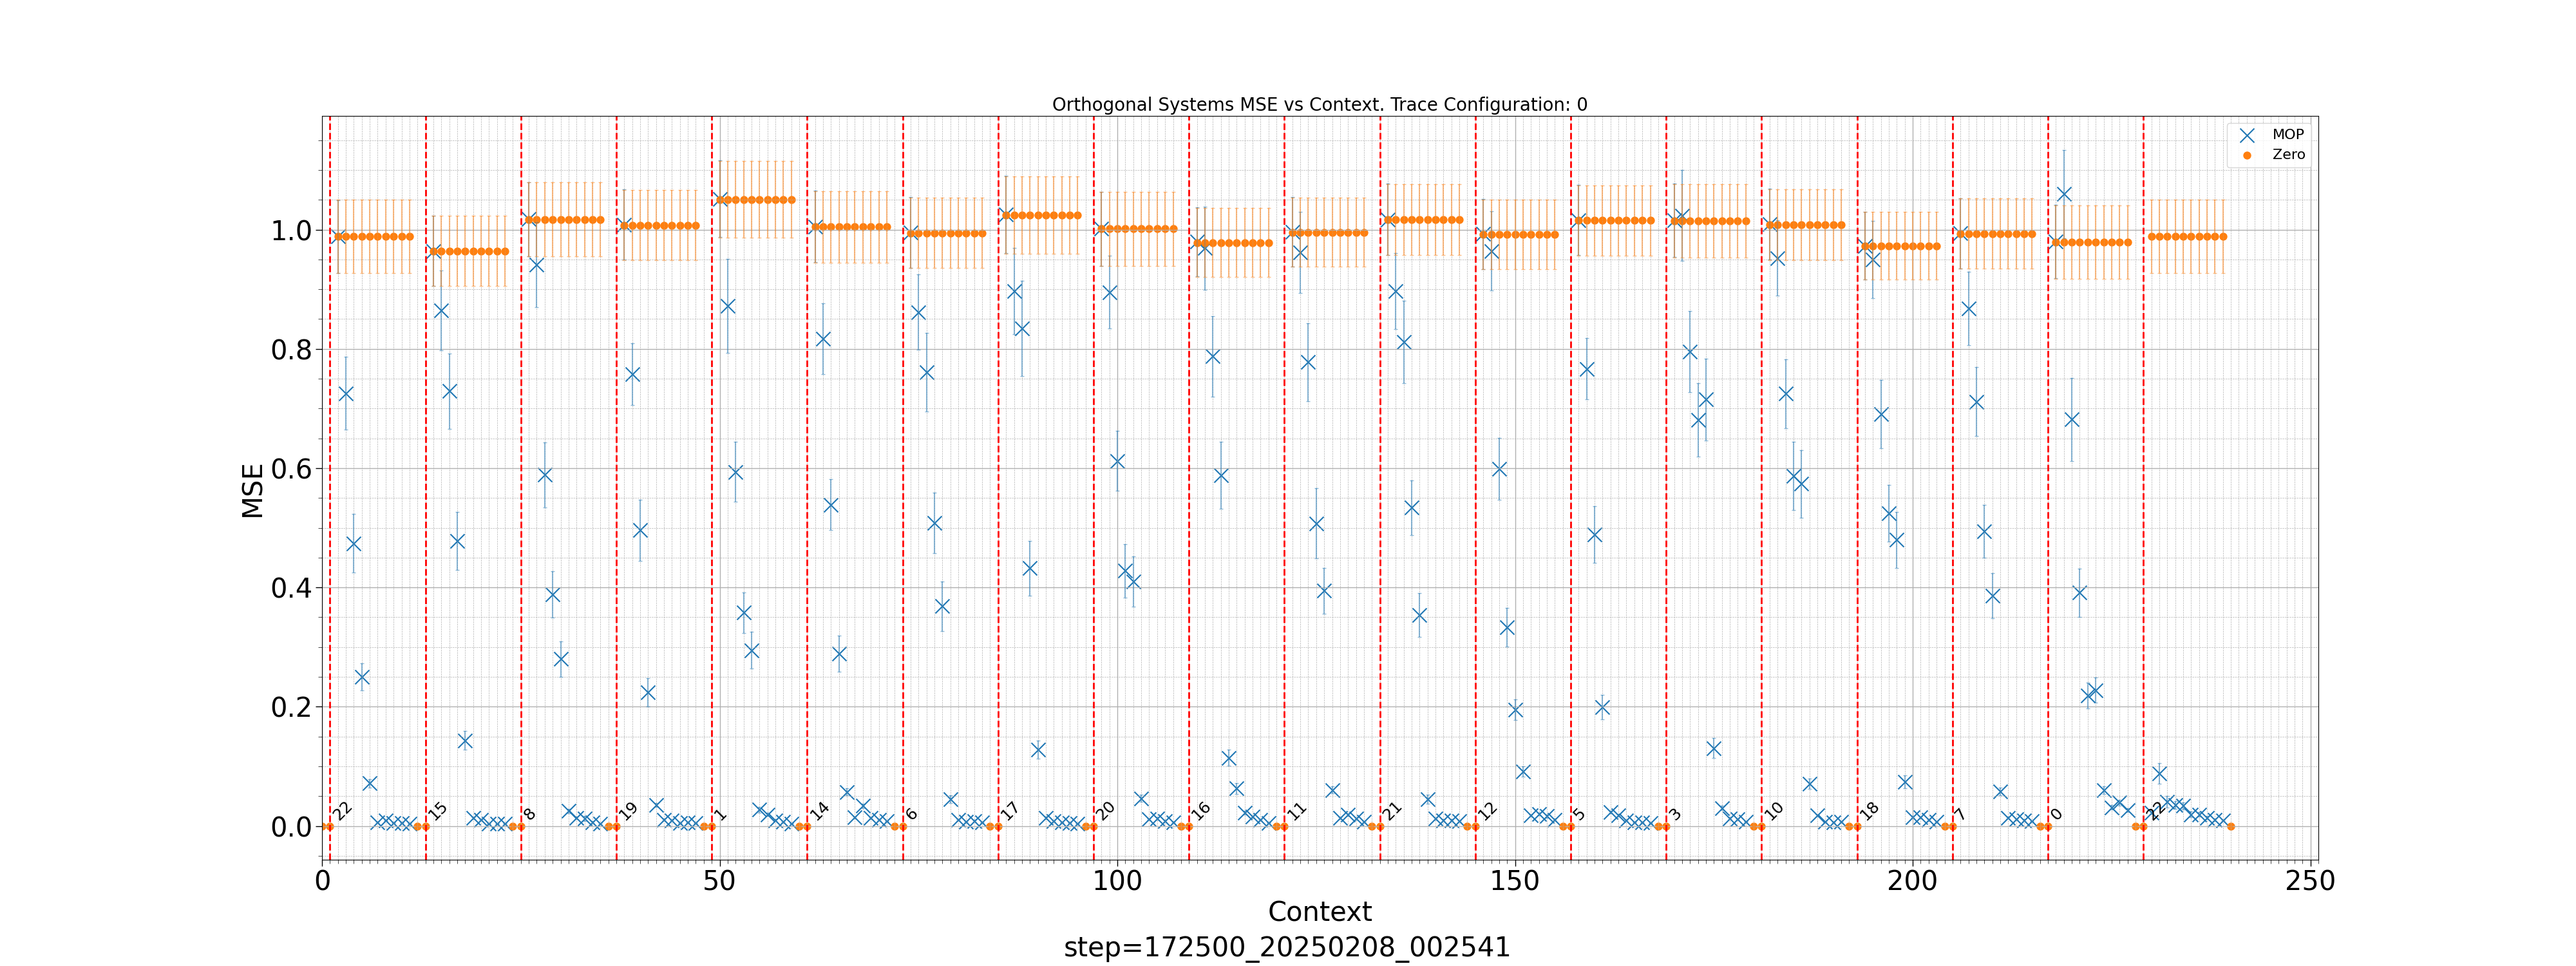 Orthogonal Systems MSE vs Context. Trace Configuration: 0
MOP
Zero
MSE
1.0
0.8
0.6
0.4
0.2
0.0
22 15 8 19 1 14 6 17 20 16 11 21 12 5 3 10 18 7 0 22
0 50 100 150 200 250
Context
step=172500_20250208_002541